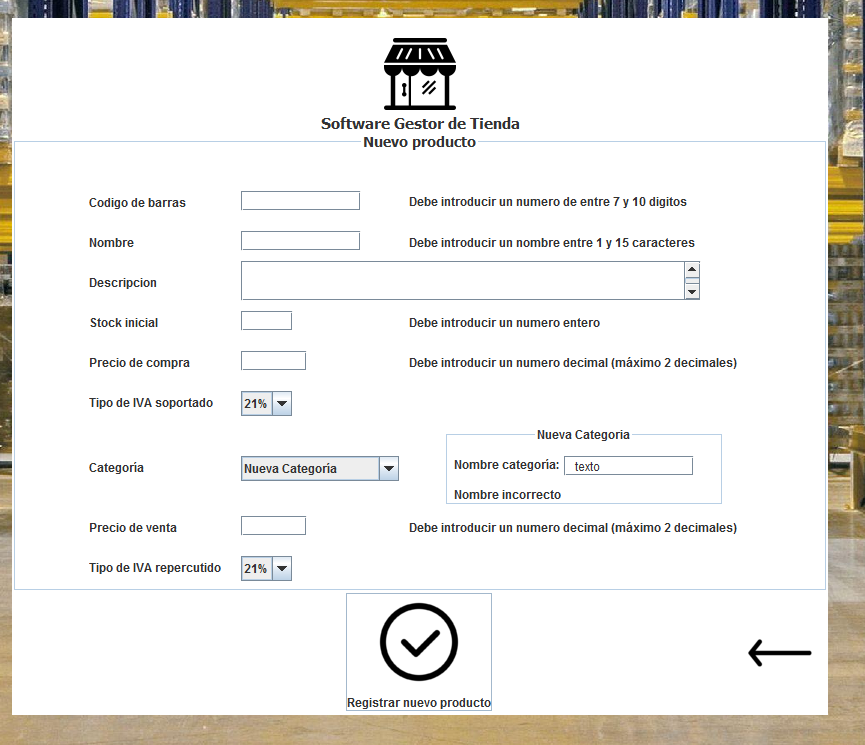 Software Gestor de Tienda
Nuevo producto
Codigo de barras Debe introducir un numero de entre 7 y 10 digitos
Nombre Debe introducir un nombre entre 1 y 15 caracteres
Descripcion
Stock inicial Debe introducir un numero entero
Precio de compra Debe introducir un numero decimal (máximo 2 decimales)
Tipo de IVA soportado 21%
Nueva Categoria
Categoría Nueva Categoría Nombre categoría: texto
Nombre incorrecto
Precio de venta Debe introducir un numero decimal (máximo 2 decimales)
Tipo de IVA repercutido 21%
Registrar nuevo producto